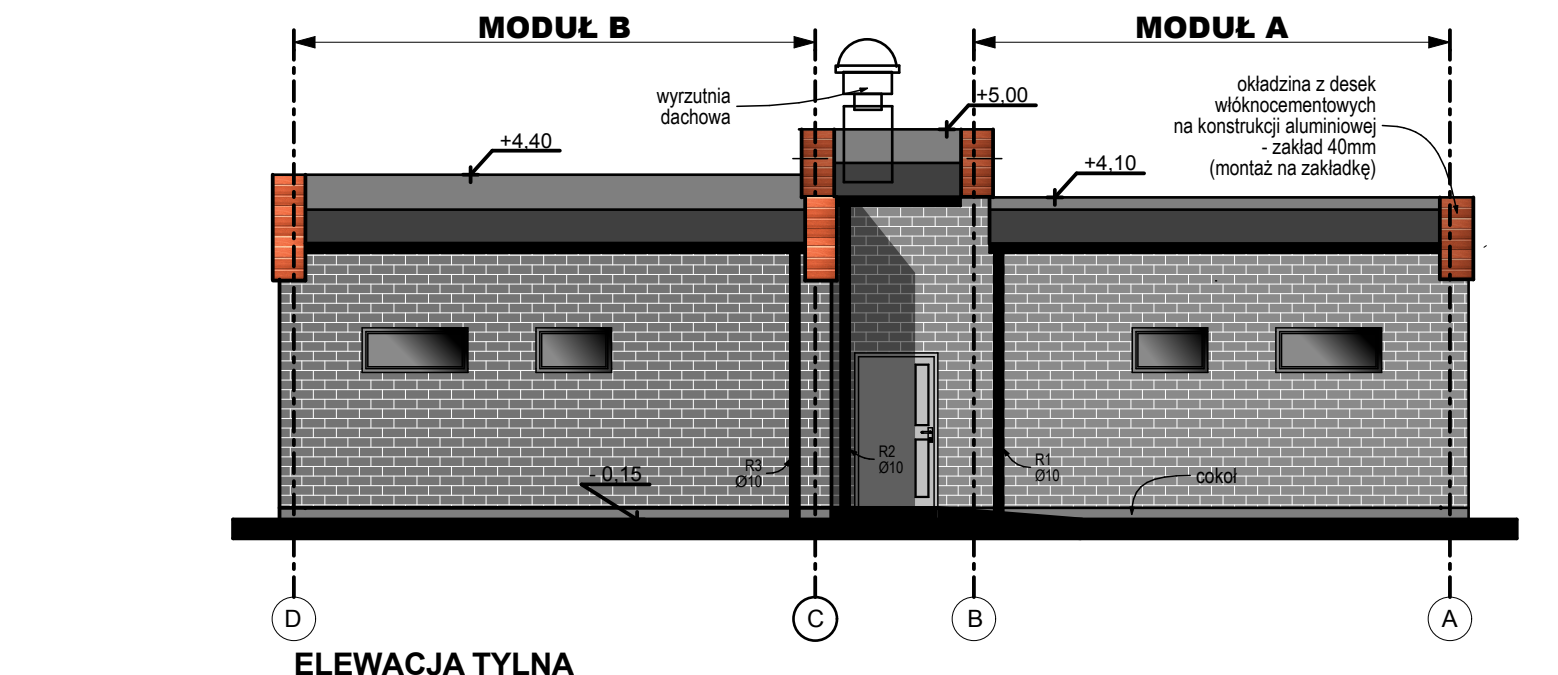 MODUŁ B
MODUŁ A
wyrzutnia
dachowa
+5,00
okładzina z desek
włóknocementowych
na konstrukcji aluminiowej
- zakład 40mm
(montaż na zakładkę)
+4,40
+4,10
R3
Ø10
R2
Ø10
R1
Ø10
- 0,15
cokoł
D
C
B
A
ELEWACJA TYLNA